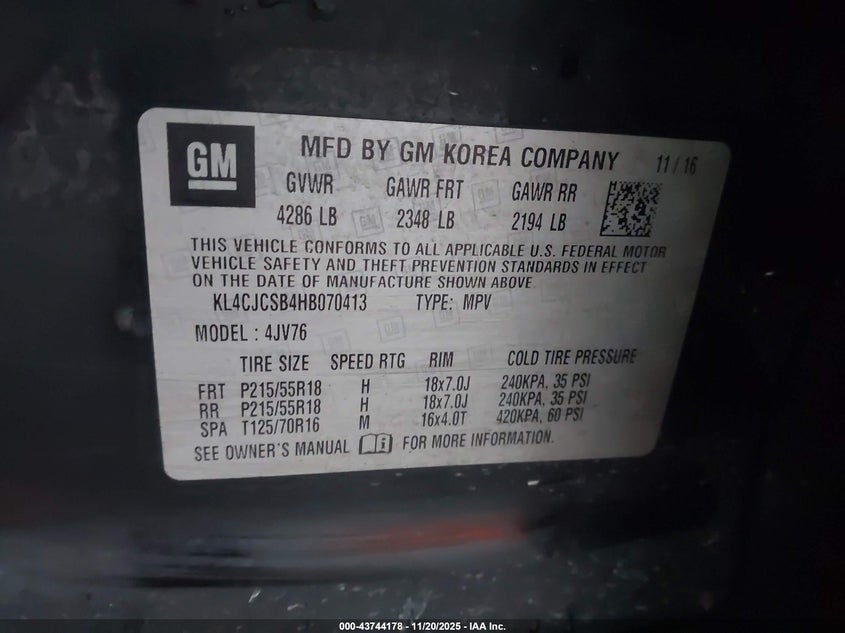 GM
MFD BY GM KOREA COMPANY 11 / 16
GVWR GAWR FRT GAWR RR
4286 LB 2348 LB 2194 LB
THIS VEHICLE CONFORMS TO ALL APPLICABLE U.S. FEDERAL MOTOR
VEHICLE SAFETY AND THEFT PREVENTION STANDARDS IN EFFECT
ON THE DATE OF MANUFACTURE SHOWN ABOVE.
KL4CJCSB4HB070413 TYPE: MPV
MODEL : 4JV76
TIRE SIZE SPEED RTG RIM COLD TIRE PRESSURE
FRT P215/55R18 H 18x7.0J 240KPA, 35 PSI
RR P215/55R18 H 18x7.0J 240KPA, 35 PSI
SPA T125/70R16 M 16x4.0T 420KPA, 60 PSI
SEE OWNER'S MANUAL FOR MORE INFORMATION.
000-43744178 - 11/20/2025 - IAA Inc.